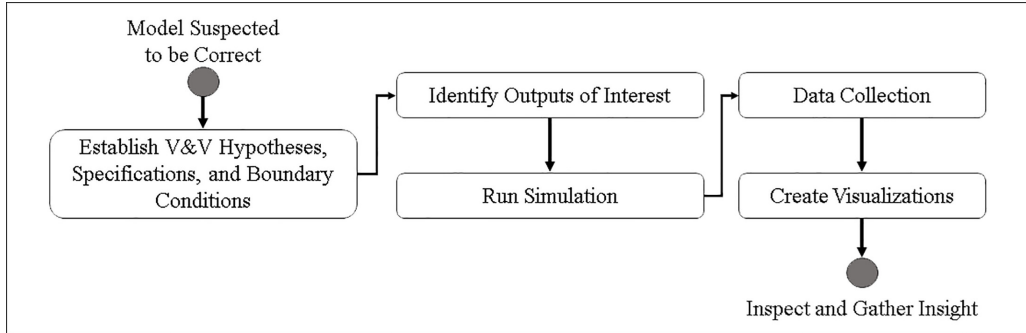 Model Suspected
to be Correct
Establish V&V Hypotheses,
Specifications, and Boundary
Conditions
Identify Outputs of Interest
Run Simulation
Data Collection
Create Visualizations
Inspect and Gather Insight